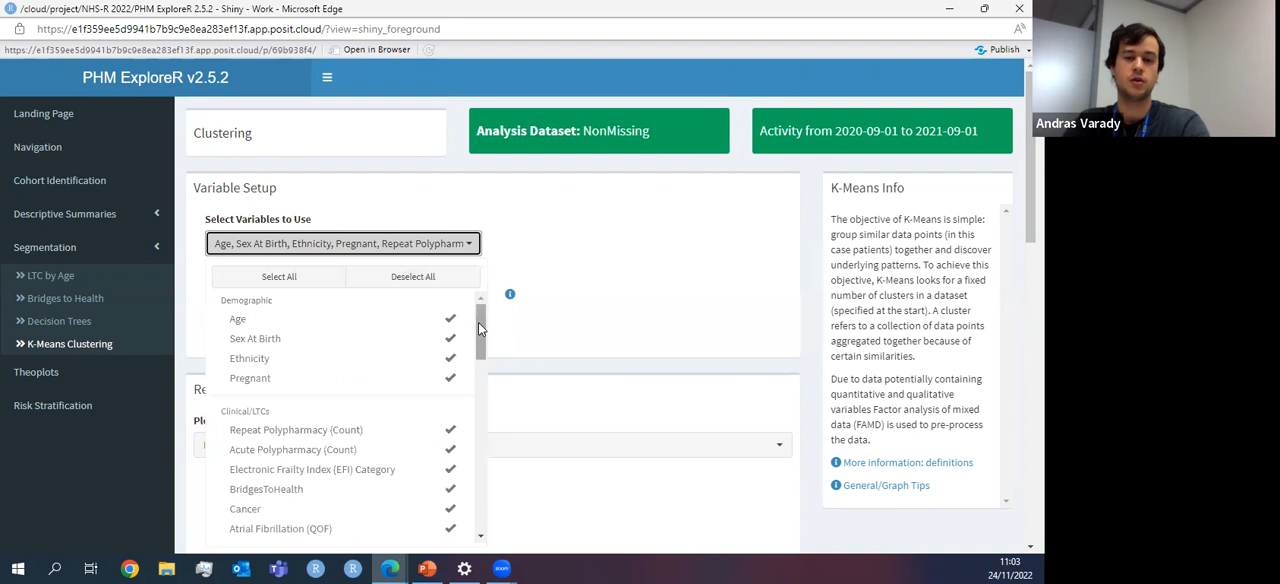 /cloud/project/NHS-R 2022/PHM ExploreR v2.5.2 - Shiny - Work - Microsoft Edge
https://e1f359ee5d9941b7b9c9e8ea283ef13f.app.posit.cloud/?view=shiny_foreground
https://e1f359ee5d9941b7b9c9e8ea283ef13f.app.posit.cloud/p/69b938f4/
Open in Browser
Publish
PHM ExploreR v2.5.2
Landing Page
Navigation
Cohort Identification
Descriptive Summaries
Segmentation
LTC by Age
Bridges to Health
Decision Trees
K-Means Clustering
Theoplots
Risk Stratification
Clustering
Analysis Dataset: NonMissing
Activity from 2020-09-01 to 2021-09-01
Variable Setup
Select Variables to Use
Age, Sex At Birth, Ethnicity, Pregnant, Repeat Polypharm
Select All
Deselect All
Demographic
Age
Sex At Birth
Ethnicity
Pregnant
Clinical/LTCs
Repeat Polypharmacy (Count)
Acute Polypharmacy (Count)
Electronic Frailty Index (EFI) Category
BridgesToHealth
Cancer
Atrial Fibrillation (QOF)
K-Means Info
The objective of K-Means is simple:
group similar data points (in this
case patients) together and discover
underlying patterns. To achieve this
objective, K-Means looks for a fixed
number of clusters in a dataset
(specified at the start). A cluster
refers to a collection of data points
aggregated together because of
certain similarities.
Due to data potentially containing
quantitative and qualitative
variables Factor analysis of mixed
data (FAMD) is used to pre-process
the data.
More information: definitions
General/Graph Tips
Andras Varady
11:03
24/11/2022